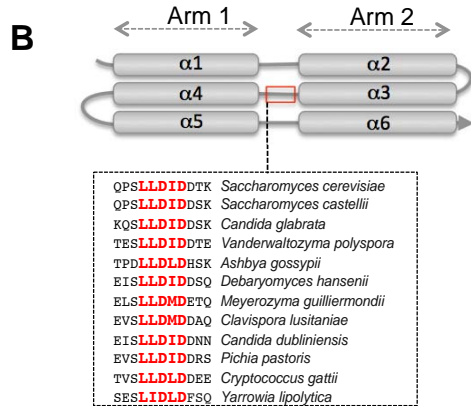 B
Arm 1 Arm 2
α1 α2
α4 α3
α5 α6
QPSLLDIDDTK Saccharomyces cerevisiae
QPSLLDIDDSK Saccharomyces castellii
KQSLLDIDDSK Candida glabrata
TESLLDIDDTE Vanderwaltozyma polyspora
TPDLLDLDHSK Ashbya gossypii
EISLLDIDDSQ Debaryomyces hansenii
ELSLLDMDETQ Meyerozyma guilliermondii
EVSLLDMDDAQ Clavispora lusitaniae
EISLLDIDDNN Candida dubliniensis
EVSLLDIDDRS Pichia pastoris
TVSLLDLDDEE Cryptococcus gattii
SESLIDLDFSQ Yarrowia lipolytica